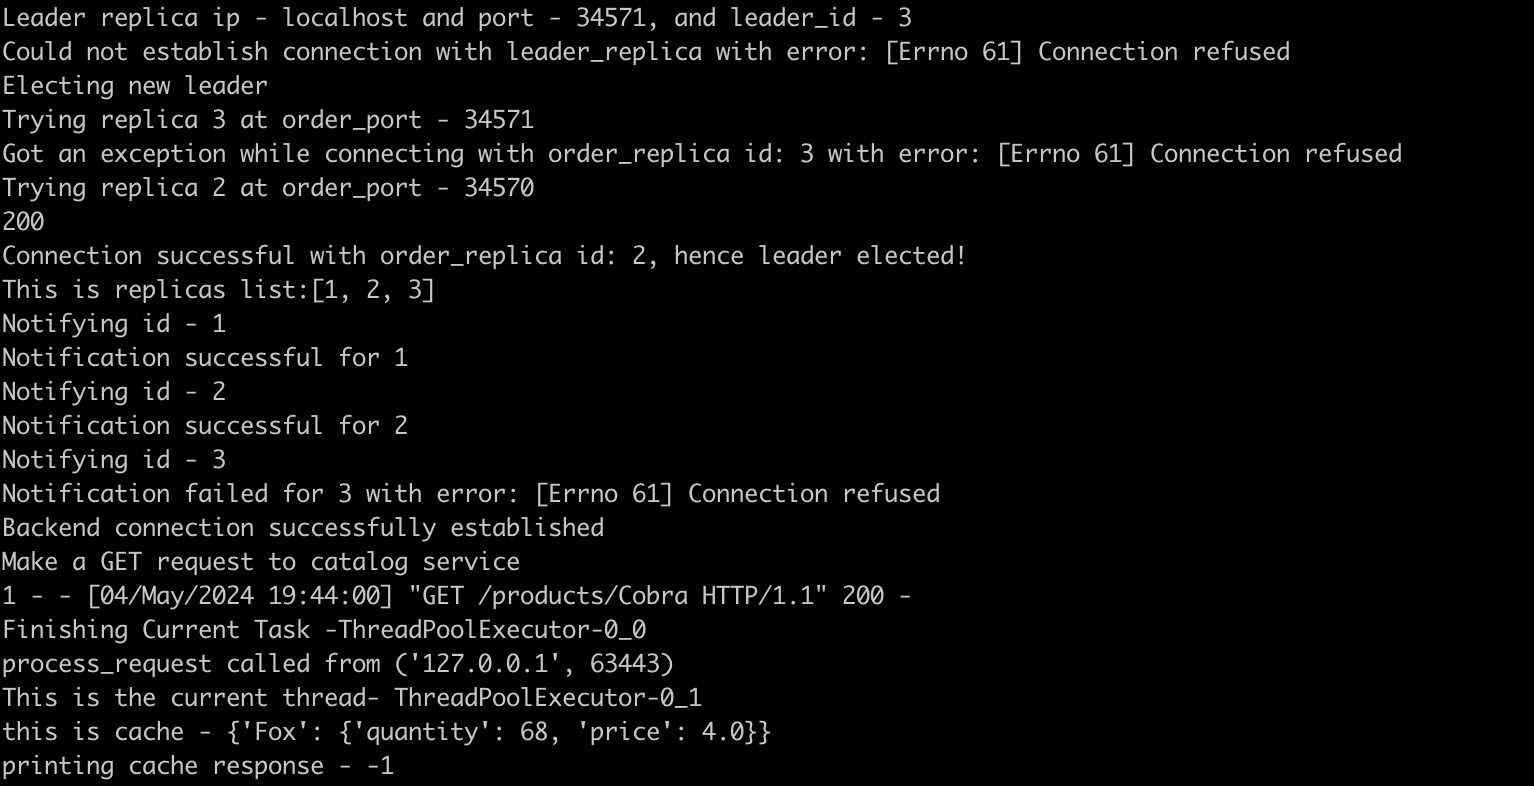 Leader replica ip - localhost and port - 34571, and leader_id - 3
Could not establish connection with leader_replica with error: [Errno 61] Connection refused
Electing new leader
Trying replica 3 at order_port - 34571
Got an exception while connecting with order_replica id: 3 with error: [Errno 61] Connection refused
Trying replica 2 at order_port - 34570
200
Connection successful with order_replica id: 2, hence leader elected!
This is replicas list:[1, 2, 3]
Notifying id - 1
Notification successful for 1
Notifying id - 2
Notification successful for 2
Notifying id - 3
Notification failed for 3 with error: [Errno 61] Connection refused
Backend connection successfully established
Make a GET request to catalog service
1 - - [04/May/2024 19:44:00] "GET /products/Cobra HTTP/1.1" 200 -
Finishing Current Task -ThreadPoolExecutor-0_0
process_request called from ('127.0.0.1', 63443)
This is the current thread- ThreadPoolExecutor-0_1
this is cache - {'Fox': {'quantity': 68, 'price': 4.0}}
printing cache response - -1